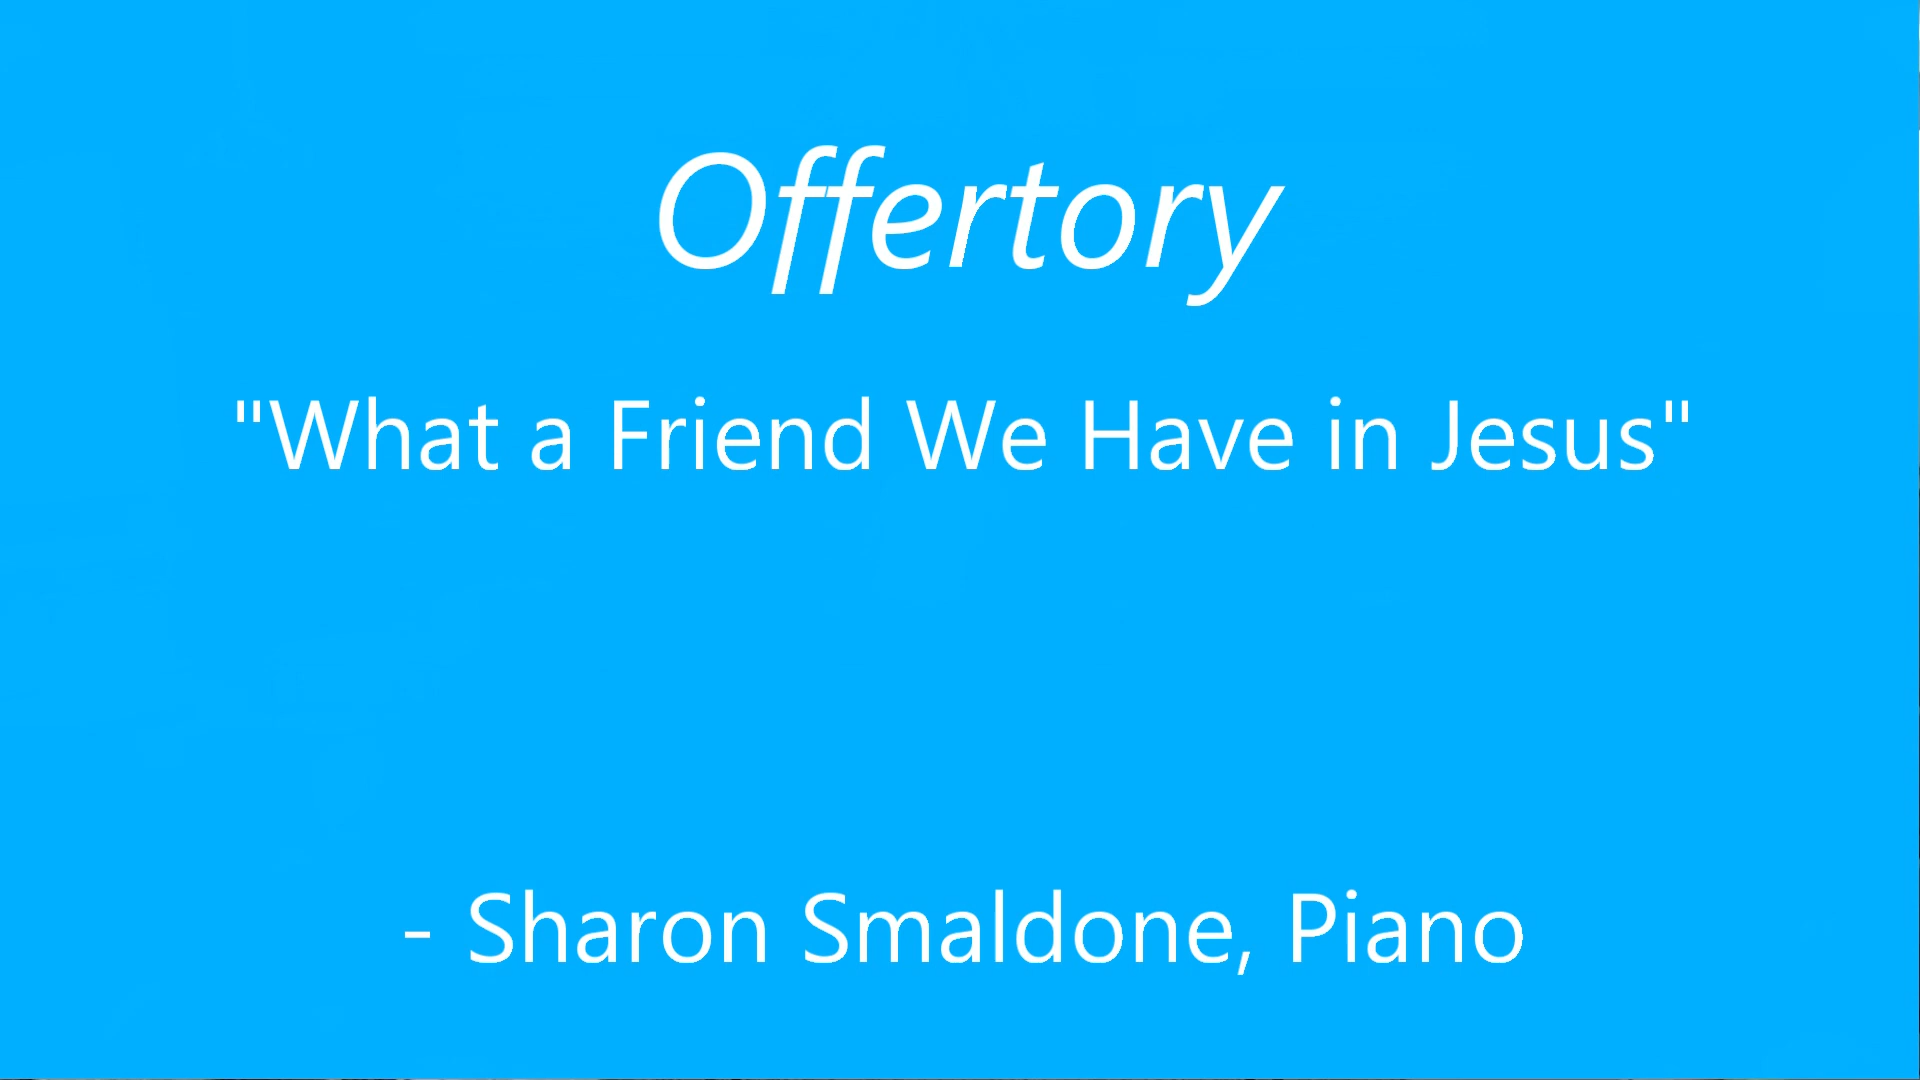 Offertory
"What a Friend We Have in Jesus"
- Sharon Smaldone, Piano